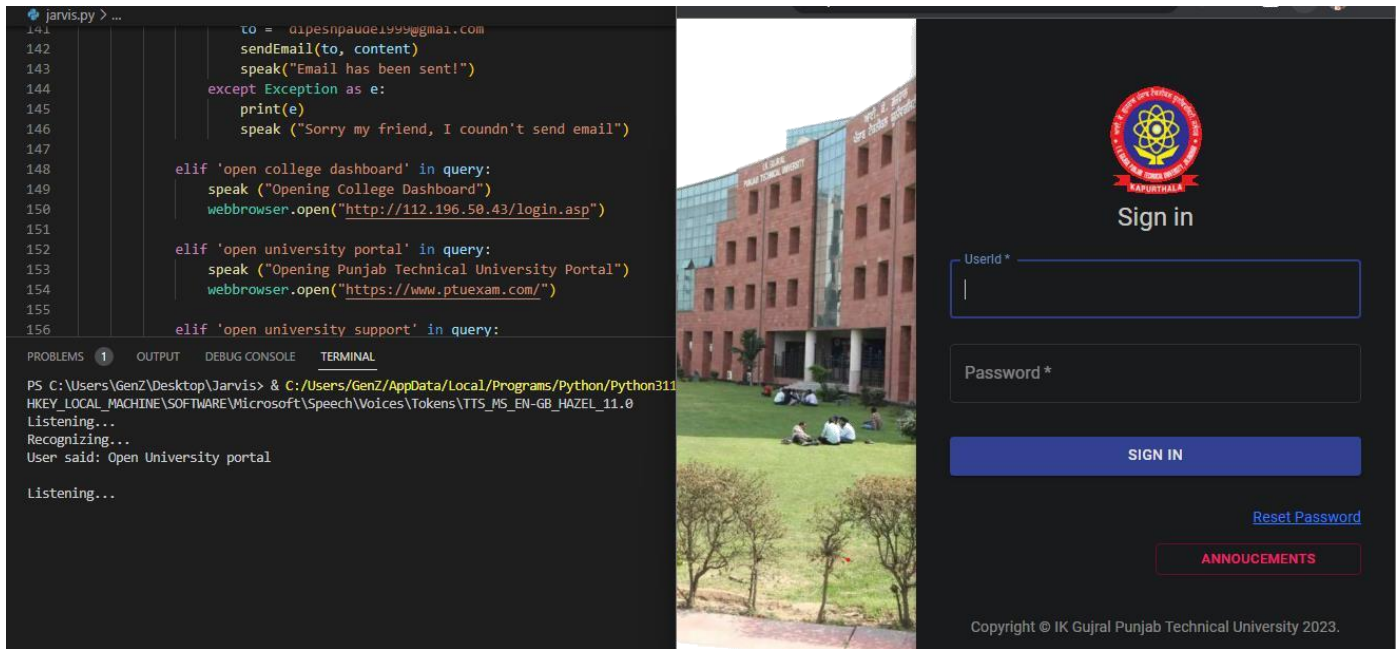 jarvis.py > ...
141 to = "dipeshpaudel999@gmai.com
142 sendEmail(to, content)
143 speak("Email has been sent!")
144 except Exception as e:
145 print(e)
146 speak ("Sorry my friend, I coundn't send email")
147
148 elif 'open college dashboard' in query:
149 speak ("Opening College Dashboard")
150 webbrowser.open("http://112.196.50.43/login.asp")
151
152 elif 'open university portal' in query:
153 speak ("Opening Punjab Technical University Portal")
154 webbrowser.open("https://www.ptuexam.com/")
155
156 elif 'open university support' in query:
PROBLEMS 1 OUTPUT DEBUG CONSOLE TERMINAL
PS C:\Users\GenZ\Desktop\Jarvis> & C:/Users/GenZ/AppData/Local/Programs/Python/Python311
HKEY_LOCAL_MACHINE\SOFTWARE\Microsoft\Speech\Voices\Tokens\TTS_MS_EN-GB_HAZEL_11.0
Listening...
Recognizing...
User said: Open University portal
Listening...
I.K GUJRAL
PUNJAB TECHNICAL UNIVERSITY
KAPURTHALA
Sign in
UserId *
Password *
SIGN IN
Reset Password
ANNOUCEMENTS
Copyright © IK Gujral Punjab Technical University 2023.